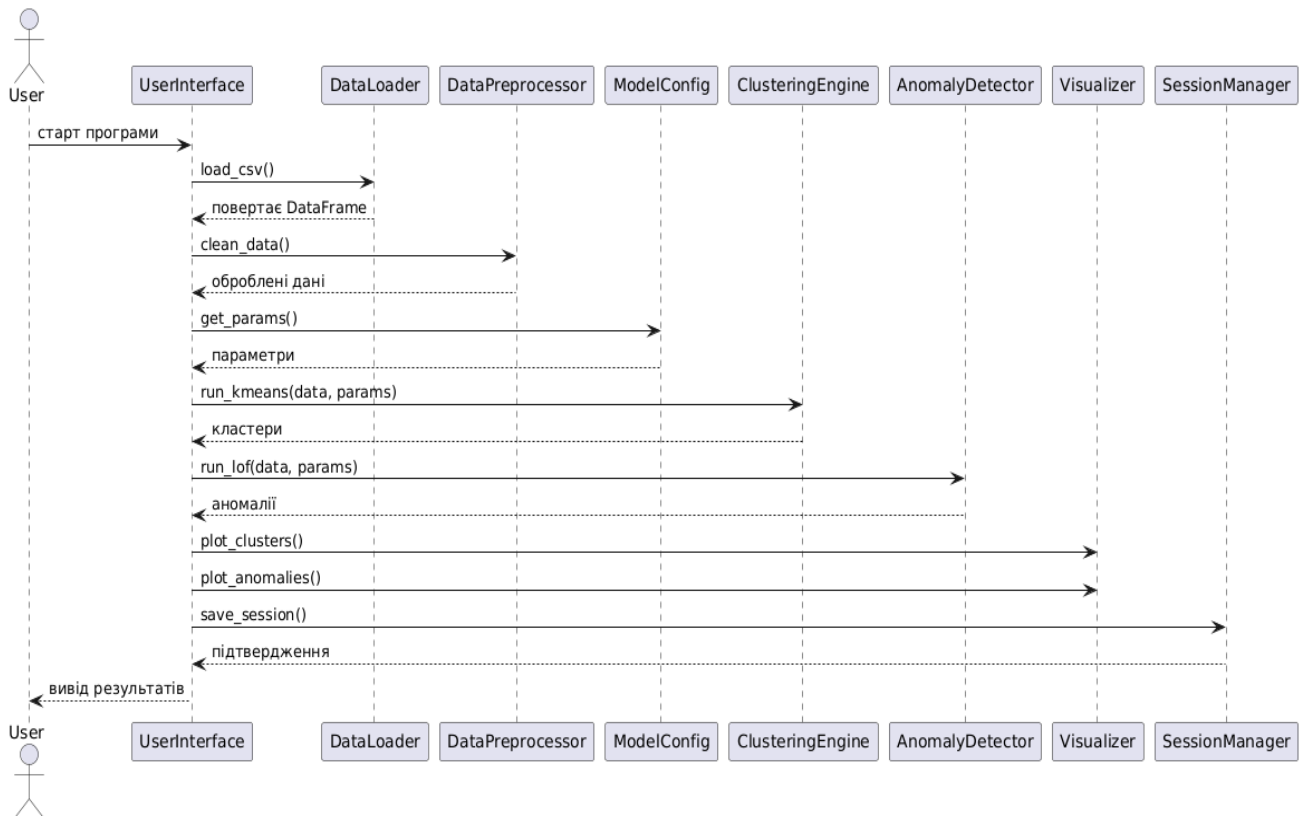 User
UserInterface DataLoader DataPreprocessor ModelConfig ClusteringEngine AnomalyDetector Visualizer SessionManager
старт програми
load_csv()
повертає DataFrame
clean_data()
оброблені дані
get_params()
параметри
run_kmeans(data, params)
кластери
run_lof(data, params)
аномалії
plot_clusters()
plot_anomalies()
save_session()
підтвердження
вивід результатів
User
UserInterface DataLoader DataPreprocessor ModelConfig ClusteringEngine AnomalyDetector Visualizer SessionManager